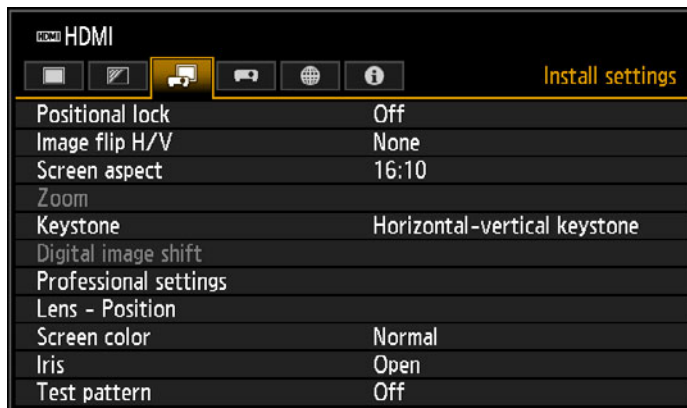 HDMI HDMI
Install settings
Positional lock Off
Image flip H/V None
Screen aspect 16:10
Zoom
Keystone Horizontal-vertical keystone
Digital image shift
Professional settings
Lens - Position
Screen color Normal
Iris Open
Test pattern Off